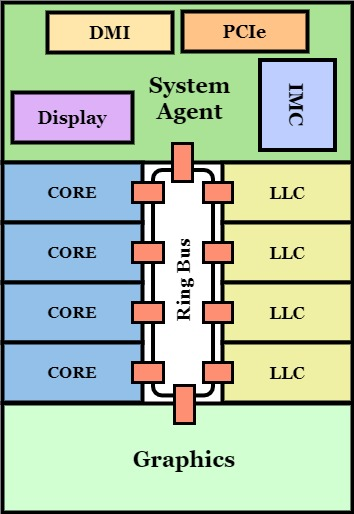 DMI
PCIe
System
Agent
IMC
Display
CORE
LLC
CORE
LLC
CORE
LLC
CORE
LLC
Ring Bus
Graphics